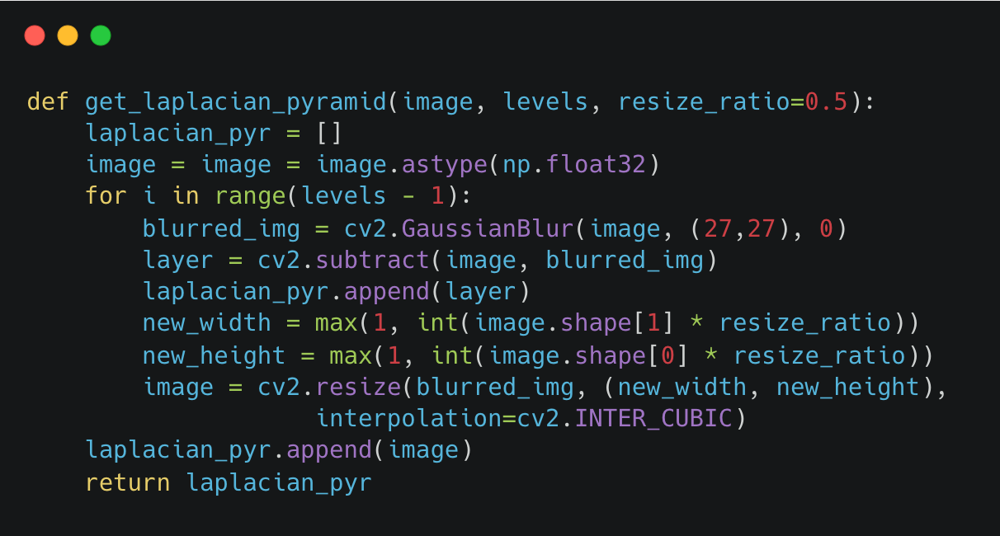 def get_laplacian_pyramid(image, levels, resize_ratio=0.5):
    laplacian_pyr = []
    image = image = image.astype(np.float32)
    for i in range(levels - 1):
        blurred_img = cv2.GaussianBlur(image, (27,27), 0)
        layer = cv2.subtract(image, blurred_img)
        laplacian_pyr.append(layer)
        new_width = max(1, int(image.shape[1] * resize_ratio))
        new_height = max(1, int(image.shape[0] * resize_ratio))
        image = cv2.resize(blurred_img, (new_width, new_height),
                    interpolation=cv2.INTER_CUBIC)
    laplacian_pyr.append(image)
    return laplacian_pyr